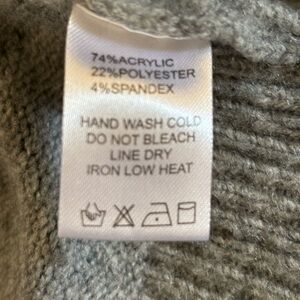 74%ACRYLIC
22%POLYESTER
4%SPANDEX
HAND WASH COLD
DO NOT BLEACH
LINE DRY
IRON LOW HEAT